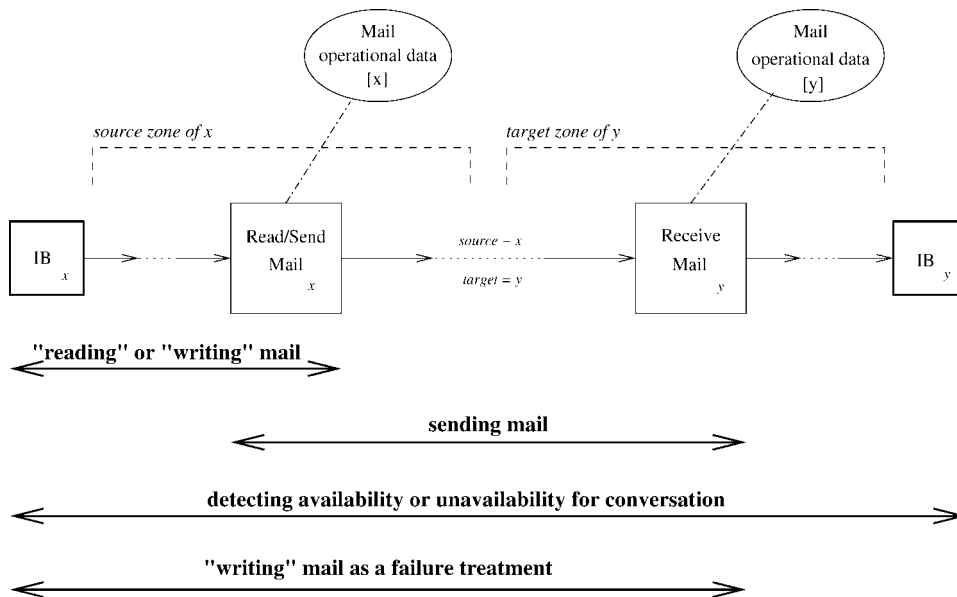 Mail
operational data
[x]
Mail
operational data
[y]
source zone of x
target zone of y
IB x
Read/Send
Mail x
source – x
target = y
Receive
Mail y
IB y
"reading" or "writing" mail
sending mail
detecting availability or unavailability for conversation
"writing" mail as a failure treatment